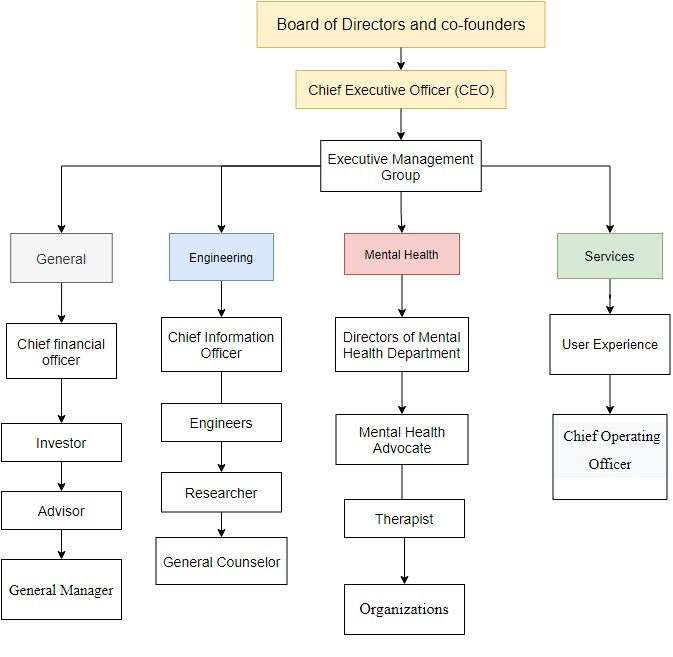 Board of Directors and co-founders
Chief Executive Officer (CEO)
Executive Management
Group
General
Engineering
Mental Health
Services
Chief financial
officer
Chief Information
Officer
Directors of Mental
Health Department
User Experience
Investor
Engineers
Mental Health
Advocate
Chief Operating
Officer
Advisor
Researcher
Therapist
General Manager
General Counselor
Organizations